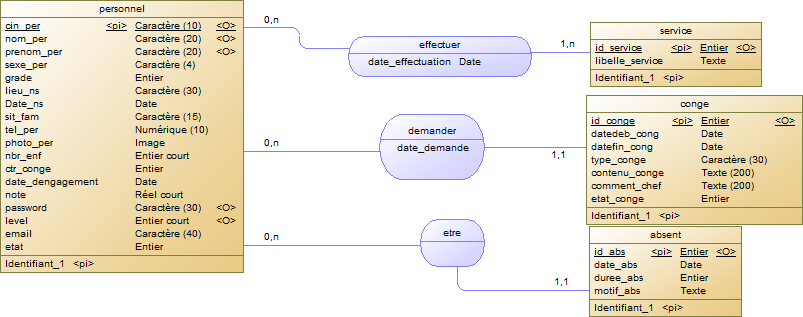 personnel
cin_per <pi> Caractère (10) <O>
nom_per Caractère (20) <O>
prenom_per Caractère (20) <O>
sexe_per Caractère (4)
grade Entier
lieu_ns Caractère (30)
Date_ns Date
sit_fam Caractère (15)
tel_per Numérique (10)
photo_per Image
nbr_enf Entier court
ctr_conge Entier
date_dengagement Date
note Réel court
password Caractère (30) <O>
level Entier court <O>
email Caractère (40)
etat Entier
Identifiant_1 <pi>
0,n
effectuer
date_effectuation Date
1,n
service
id_service <pi> Entier <O>
libelle_service Texte
Identifiant_1 <pi>
0,n
demander
date_demande
1,1
conge
id_conge <pi> Entier <O>
datedeb_cong Date
datefin_cong Date
type_conge Caractère (30)
contenu_conge Texte (200)
comment_chef Texte (200)
etat_conge Entier
Identifiant_1 <pi>
0,n
etre
1,1
absent
id_abs <pi> Entier <O>
date_abs Date
duree_abs Entier
motif_abs Texte
Identifiant_1 <pi>